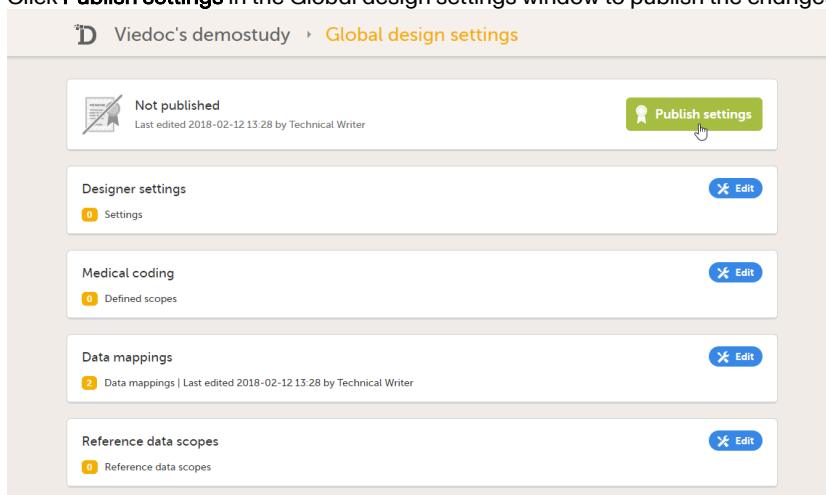 Click Publish settings in the Global design settings window to publish the change
Viedoc's demostudy › Global design settings
Not published
Last edited 2018-02-12 13:28 by Technical Writer
Publish settings
Designer settings
Edit
0 Settings
Medical coding
Edit
0 Defined scopes
Data mappings
Edit
2 Data mappings | Last edited 2018-02-12 13:28 by Technical Writer
Reference data scopes
Edit
0 Reference data scopes